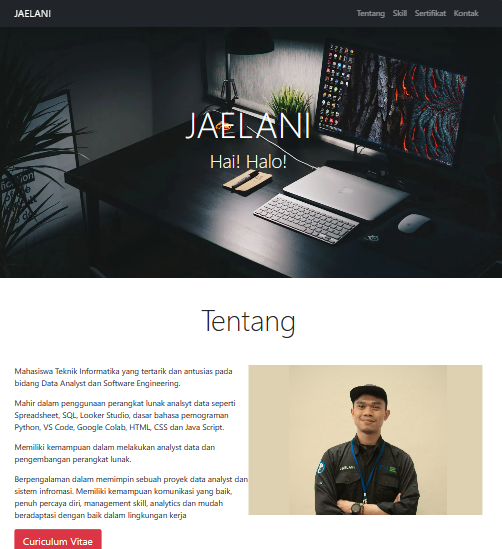 JAELANI
Tentang Skill Sertifikat Kontak
JAELANI
Hai! Halo!
Tentang
Mahasiswa Teknik Informatika yang tertarik dan antusias pada
bidang Data Analyst dan Software Engineering.
Mahir dalam penggunaan perangkat lunak analsyt data seperti
Spreadsheet, SQL, Looker Studio, dasar bahasa pemograman
Python, VS Code, Google Colab, HTML, CSS dan Java Script.
Memiliki kemampuan dalam melakukan analyst data dan
pengembangan perangkat lunak.
Berpengalaman dalam memimpin sebuah proyek data analyst dan
sistem infromasi. Memiliki kemampuan komunikasi yang baik,
penuh percaya diri, management skill, analytics dan mudah
beradaptasi dengan baik dalam lingkungan kerja
JAELANI
Curiculum Vitae